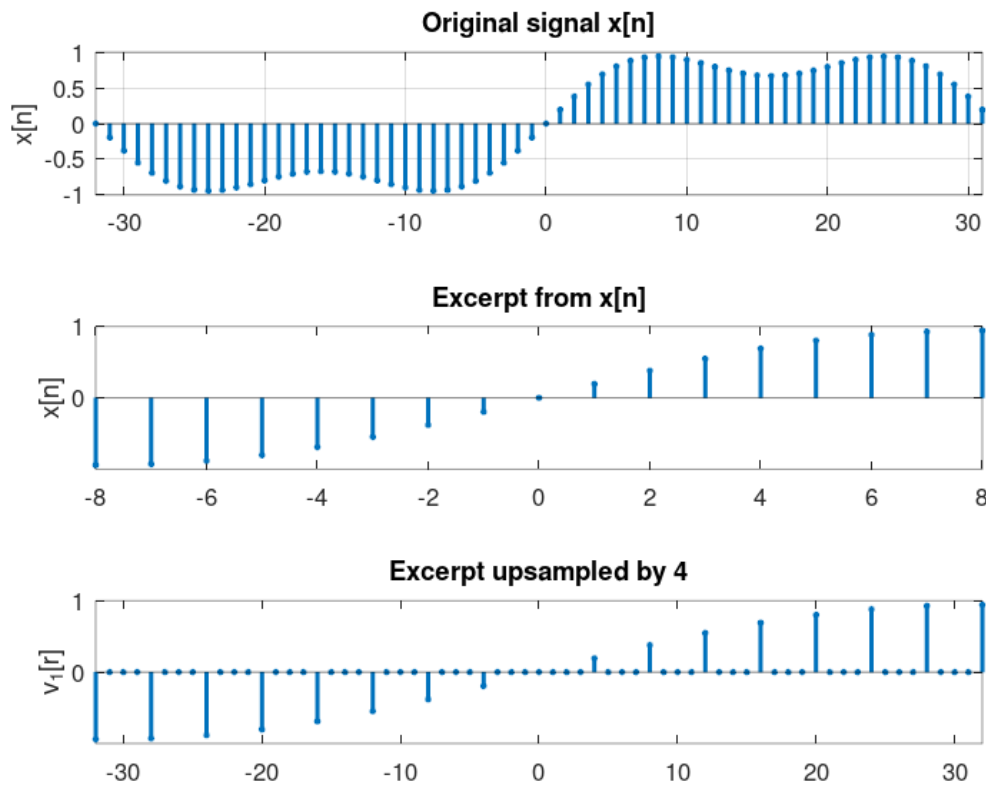 Original signal x[n]
x[n]
1
0.5
0
-0.5
-1
-30 -20 -10 0 10 20 30
Excerpt from x[n]
x[n]
1
0
-8 -6 -4 -2 0 2 4 6 8
Excerpt upsampled by 4
v₁[r]
1
0
-30 -20 -10 0 10 20 30